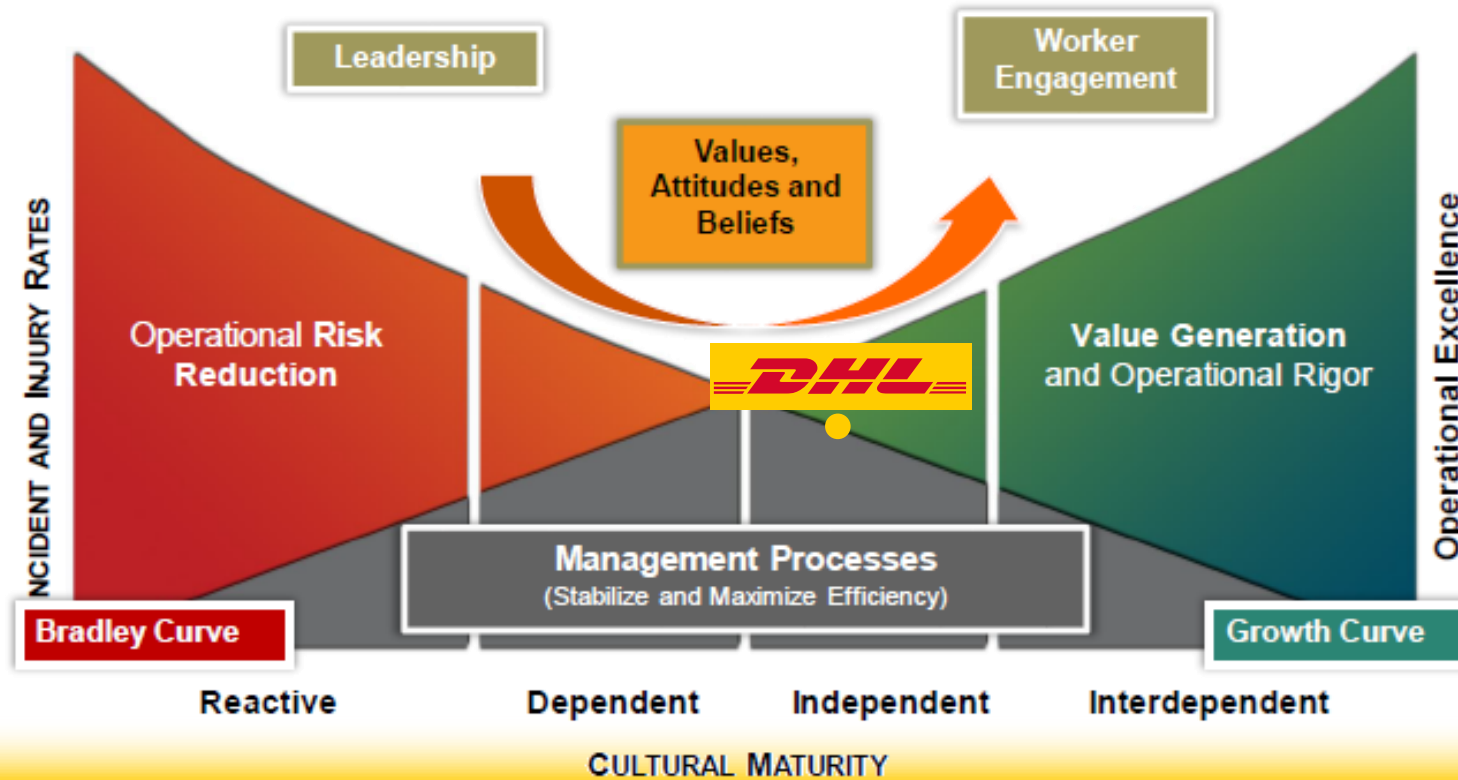 Leadership
Worker
Engagement
Values,
Attitudes and
Beliefs
NCIDENT AND INJURY RATES
Operational Risk
Reduction
DHL
Value Generation
and Operational Rigor
Operational Excellence
Management Processes
(Stabilize and Maximize Efficiency)
Bradley Curve
Growth Curve
Reactive
Dependent
Independent
Interdependent
CULTURAL MATURITY